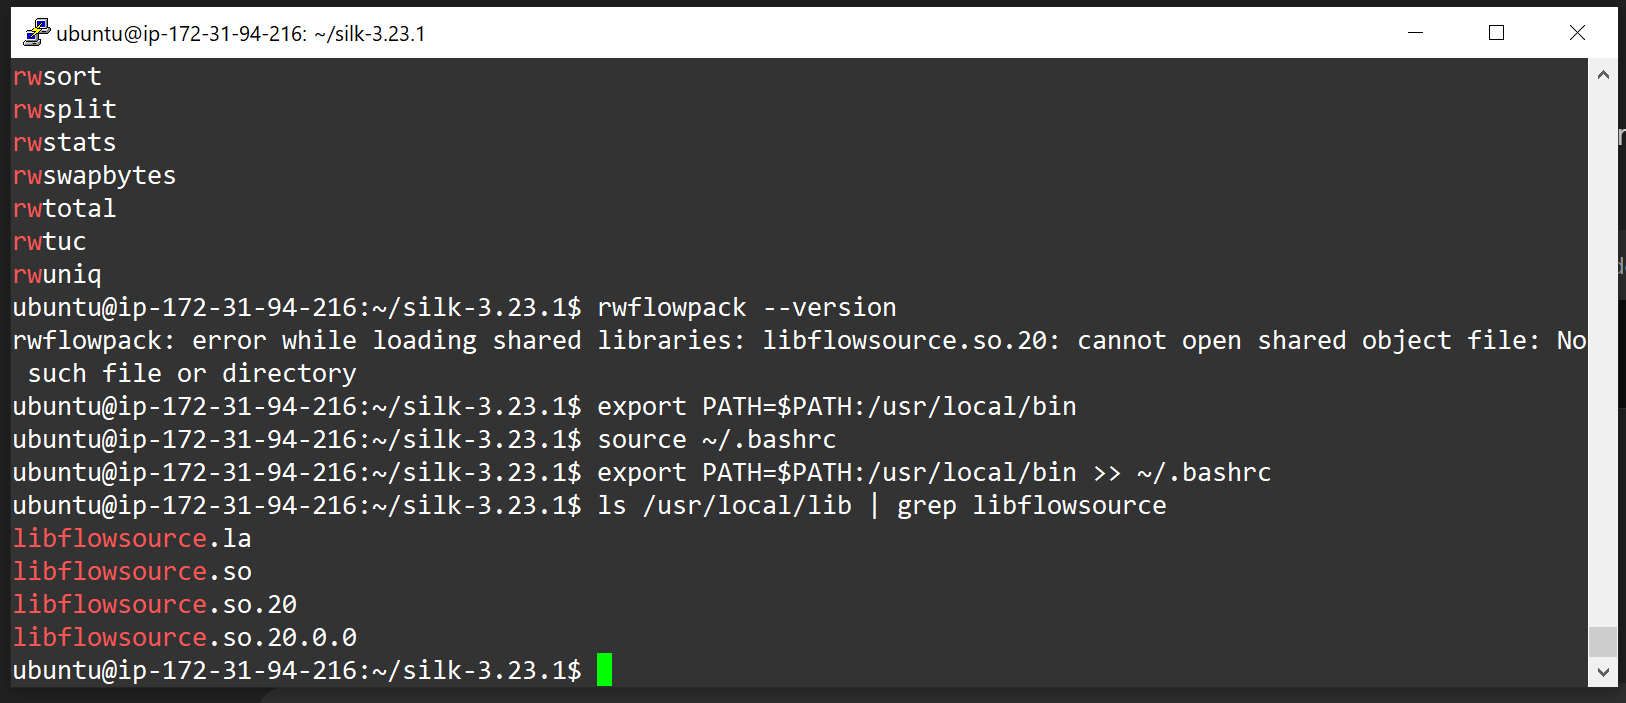 ubuntu@ip-172-31-94-216: ~/silk-3.23.1
rwsort
rwsplit
rwstats
rwswapbytes
rwtotal
rwtuc
rwuniq
ubuntu@ip-172-31-94-216:~/silk-3.23.1$ rwflowpack --version
rwflowpack: error while loading shared libraries: libflowsource.so.20: cannot open shared object file: No
 such file or directory
ubuntu@ip-172-31-94-216:~/silk-3.23.1$ export PATH=$PATH:/usr/local/bin
ubuntu@ip-172-31-94-216:~/silk-3.23.1$ source ~/.bashrc
ubuntu@ip-172-31-94-216:~/silk-3.23.1$ export PATH=$PATH:/usr/local/bin >> ~/.bashrc
ubuntu@ip-172-31-94-216:~/silk-3.23.1$ ls /usr/local/lib | grep libflowsource
libflowsource.la
libflowsource.so
libflowsource.so.20
libflowsource.so.20.0.0
ubuntu@ip-172-31-94-216:~/silk-3.23.1$